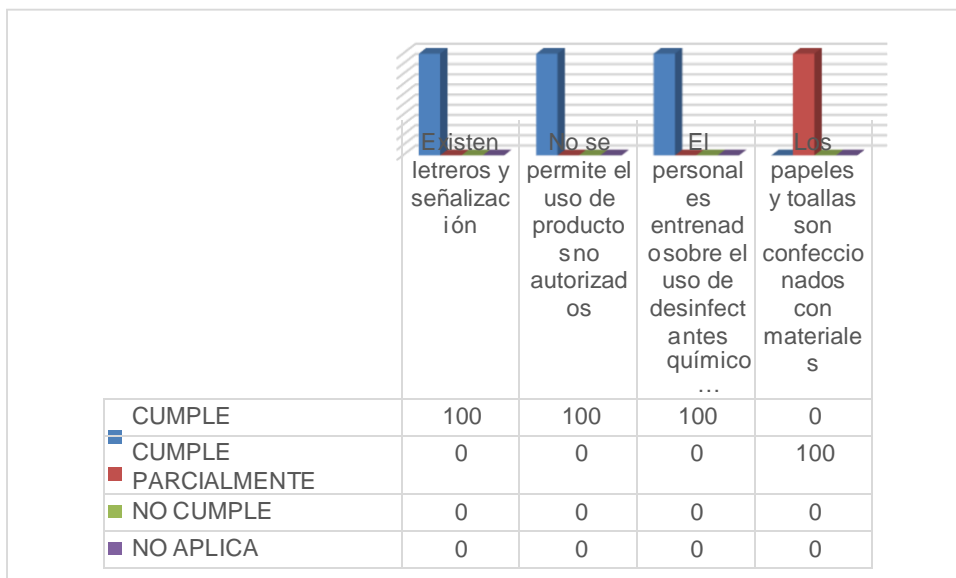 Existen
letreros y
señalizac
ión
No se
permite el
uso de
producto
sno
autorizad
os
El
personal
es
entrenad
osobre el
uso de
desinfect
antes
químico
…
Los
papeles
y toallas
son
confeccio
nados
con
materiale
s
CUMPLE 100 100 100 0
CUMPLE
PARCIALMENTE 0 0 0 100
NO CUMPLE 0 0 0 0
NO APLICA 0 0 0 0